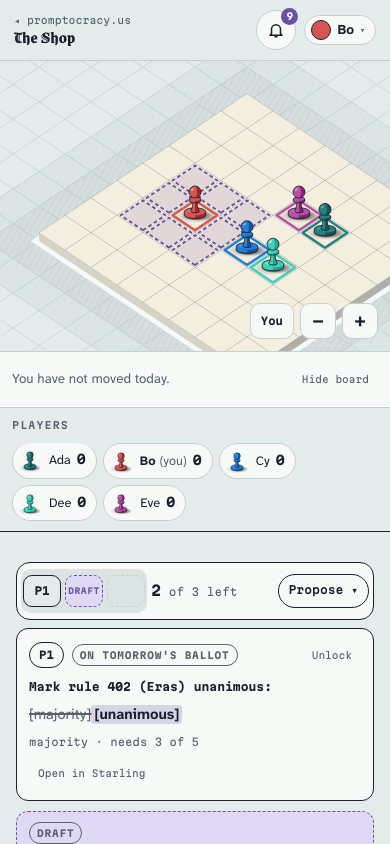 ◂ promptocracy.us
The Shop
9
Bo ▾
You
−
+
You have not moved today.
Hide board
PLAYERS
Ada 0
Bo (you) 0
Cy 0
Dee 0
Eve 0
P1
DRAFT
2 of 3 left
Propose ▾
P1
ON TOMORROW'S BALLOT
Unlock
Mark rule 402 (Eras) unanimous:
[majority][unanimous]
majority · needs 3 of 5
Open in Starling
DRAFT